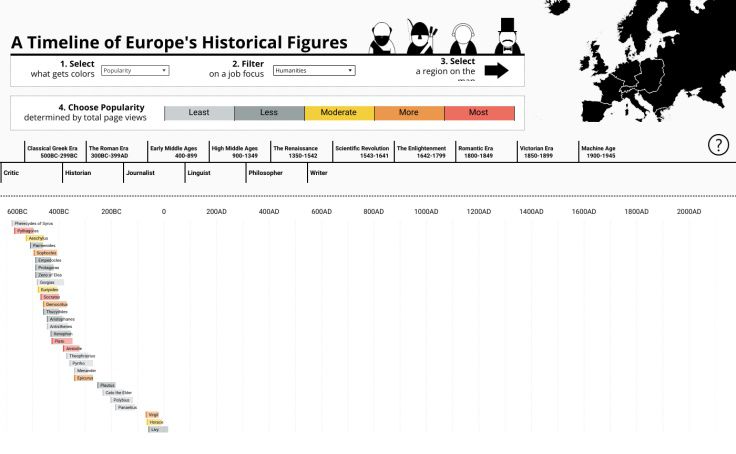 A Timeline of Europe's Historical Figures
1. Select
what gets colors
Popularity
2. Filter
on a job focus
Humanities
3. Select
a region on the
map
4. Choose Popularity
determined by total page views
Least
Less
Moderate
More
Most
?
Classical Greek Era
500BC-299BC
The Roman Era
300BC-399AD
Early Middle Ages
400-899
High Middle Ages
900-1349
The Renaissance
1350-1542
Scientific Revolution
1543-1641
The Enlightenment
1642-1799
Romantic Era
1800-1849
Victorian Era
1850-1899
Machine Age
1900-1945
Critic
Historian
Journalist
Linguist
Philosopher
Writer
600BC
400BC
200BC
0
200AD
400AD
600AD
800AD
1000AD
1200AD
1400AD
1600AD
1800AD
2000AD
Pherecydes of Syros
Pythagoras
Aeschylus
Parmenides
Sophocles
Empedocles
Protagoras
Zeno of Elea
Gorgias
Euripides
Socrates
Democritus
Thucydides
Aristophanes
Antisthenes
Xenophon
Plato
Aristotle
Theophrastus
Pyrrho
Menander
Epicurus
Plautus
Cato the Elder
Polybius
Panaetius
Virgil
Horace
Livy